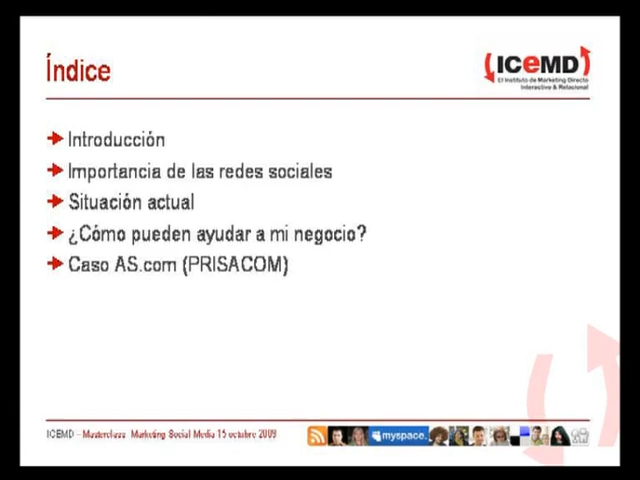 Índice
ICEMD
El Instituto de Marketing Directo
Interactivo & Relacional
Introducción
Importancia de las redes sociales
Situación actual
¿Cómo pueden ayudar a mi negocio?
Caso AS.com (PRISACOM)
ICEMD – Masterclass Marketing Social Media 15 octubre 2009
myspace.